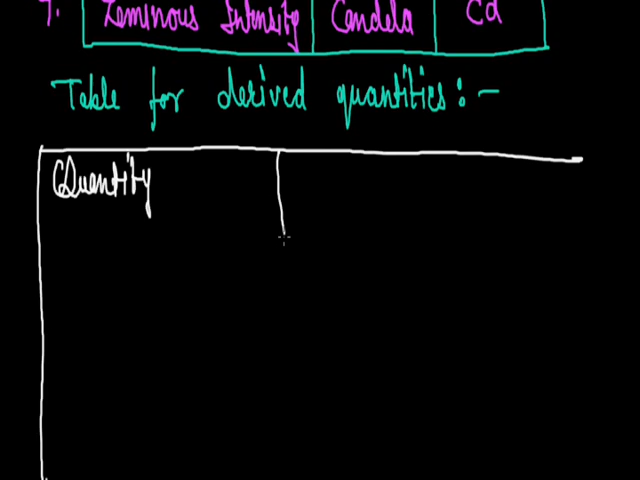 7. Luminous Intensity Candela Cd
Table for derived quantities:-
Quantity